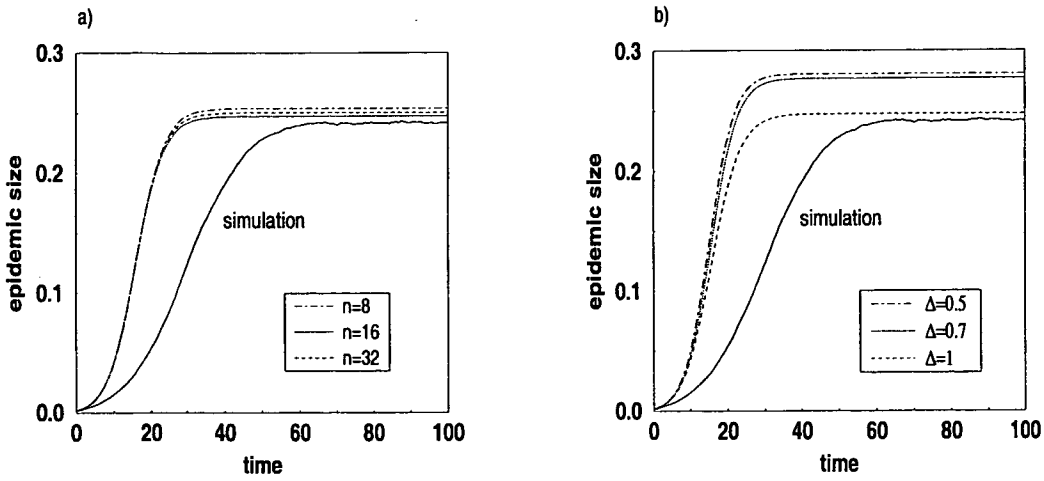 a)
0.3
0.2
0.1
0.0
epidemic size
simulation
n=8
n=16
n=32
0 20 40 60 80 100
time
b)
0.3
0.2
0.1
0.0
epidemic size
simulation
Δ=0.5
Δ=0.7
Δ=1
0 20 40 60 80 100
time